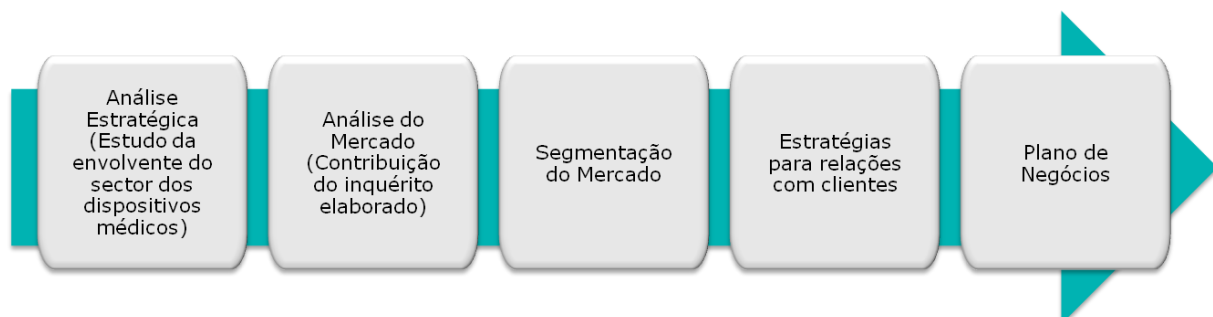 Análise
Estratégica
(Estudo da
envolvente do
sector dos
dispositivos
médicos)
Análise do
Mercado
(Contribuição
do inquérito
elaborado)
Segmentação
do Mercado
Estratégias
para relações
com clientes
Plano de
Negócios